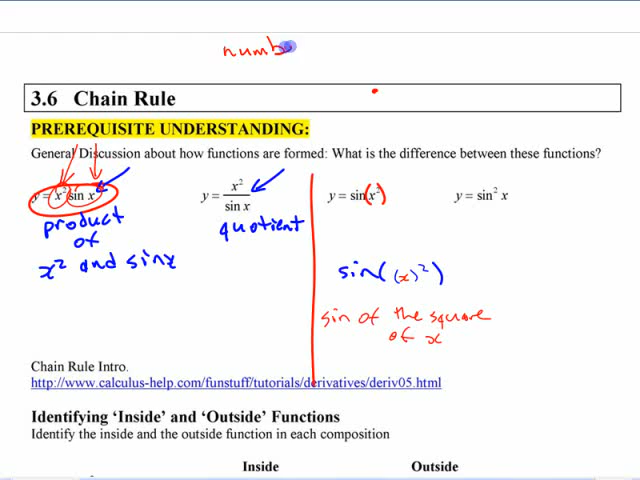 numb
3.6 Chain Rule
PREREQUISITE UNDERSTANDING:
General Discussion about how functions are formed: What is the difference between these functions?
y = x² sin x
y = x² / sin x
y = sin(x²)
y = sin² x
product
of
x² and sinx
quotient
sin((x)²)
sin of the square
of x
Chain Rule Intro.
http://www.calculus-help.com/funstuff/tutorials/derivatives/deriv05.html
Identifying ‘Inside’ and ‘Outside’ Functions
Identify the inside and the outside function in each composition
Inside Outside